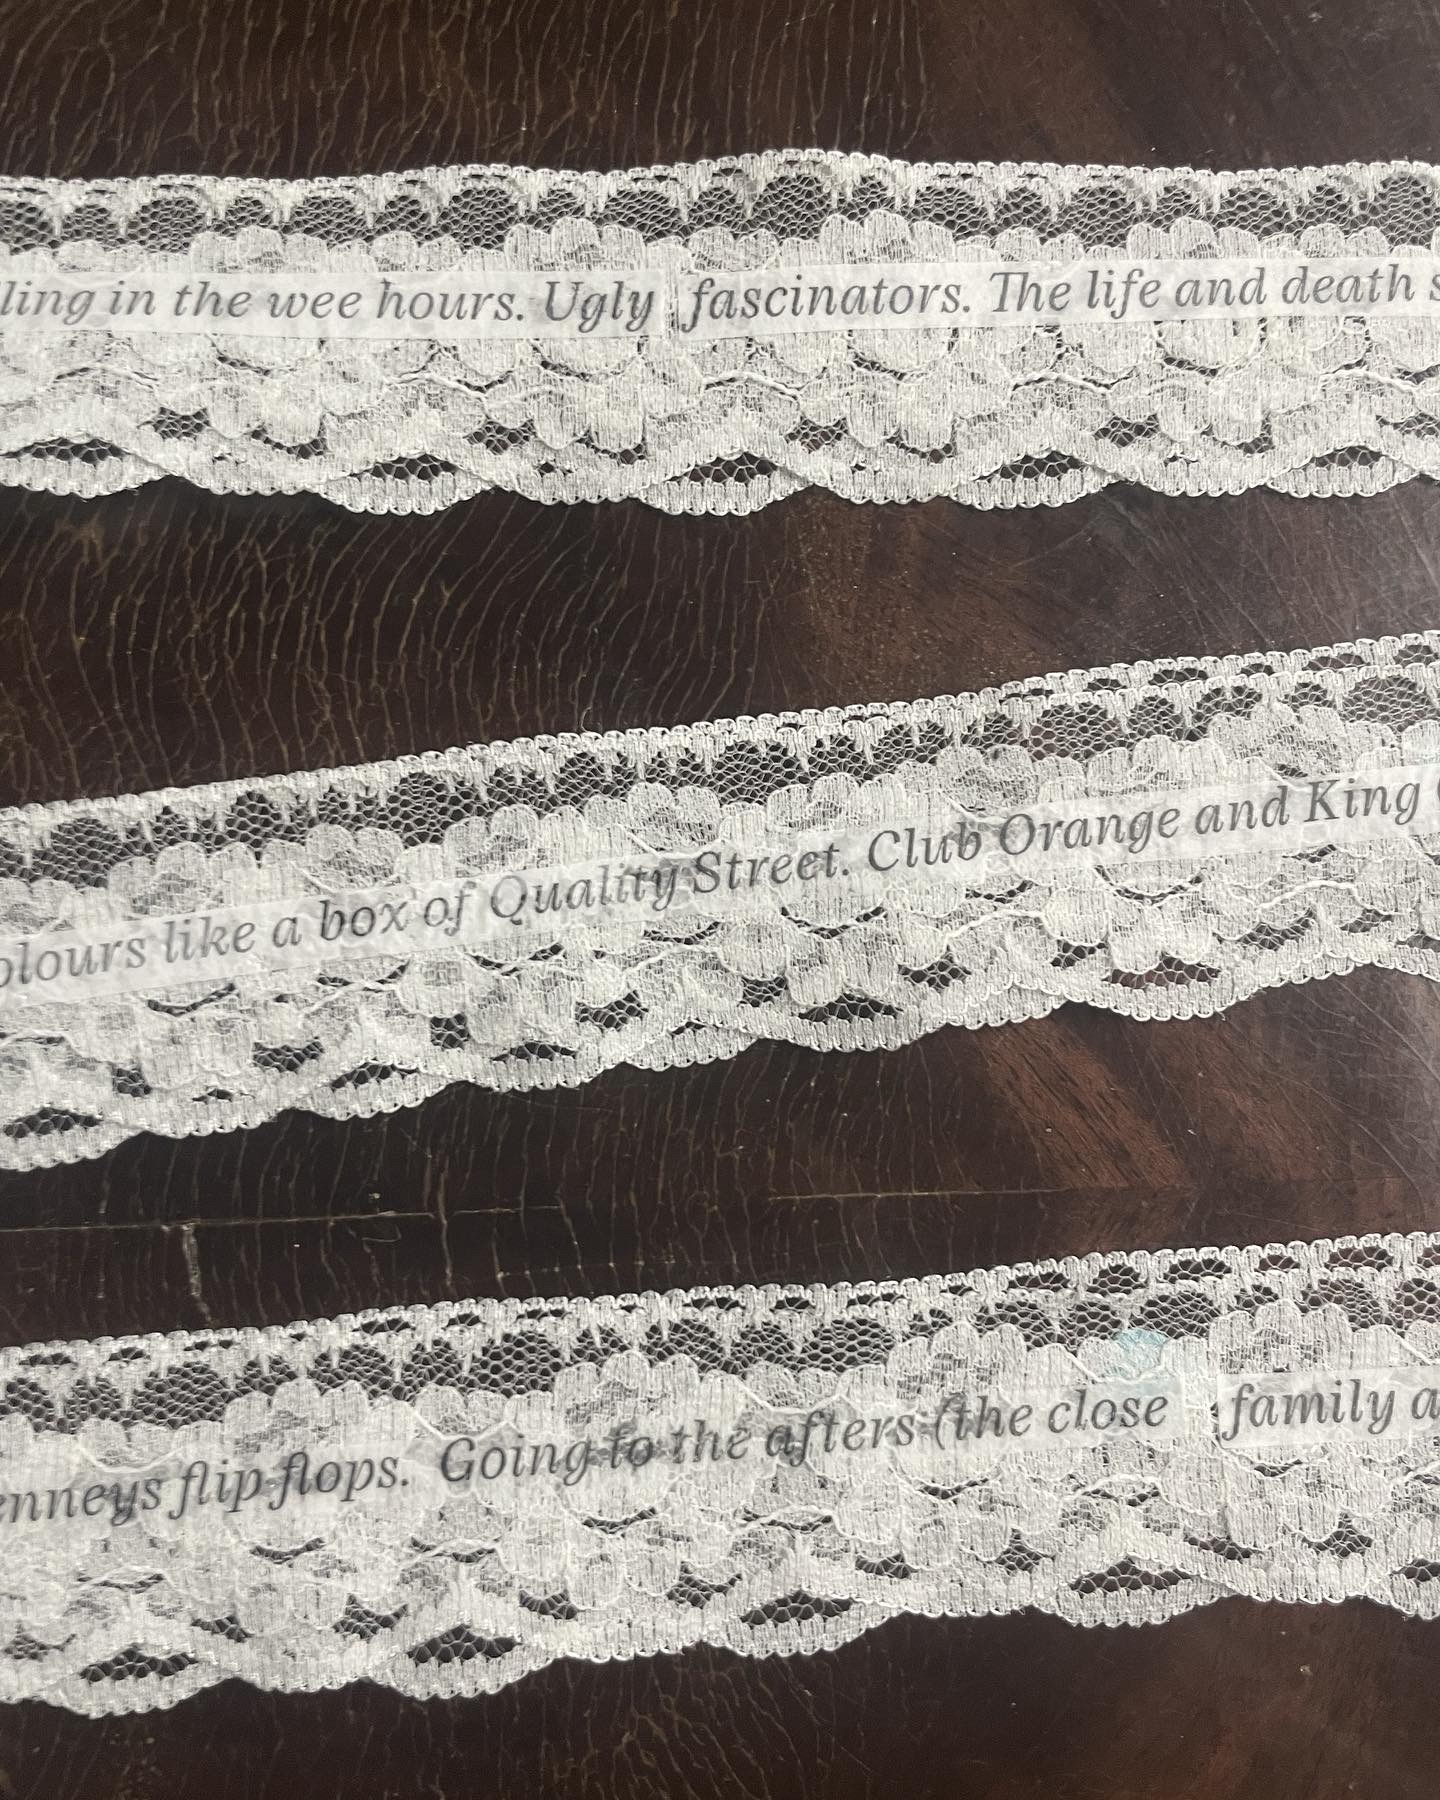 ling in the wee hours. Ugly fascinators. The life and death s
olours like a box of Quality Street. Club Orange and King
enneys flip-flops. Going to the afters (the close family a